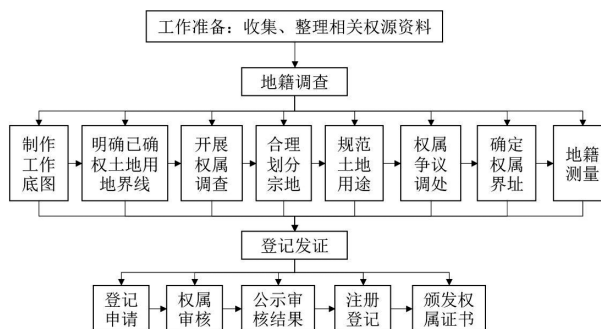 工作准备：收集、整理相关权源资料
地籍调查
制作
工作
底图
明确已确
权土地用
地界线
开展
权属
调查
合理
划分
宗地
规范
土地
用途
权属
争议
调处
确定
权属
界址
地籍
测量
登记发证
登记
申请
权属
审核
公示审
核结果
注册
登记
颁发权
属证书